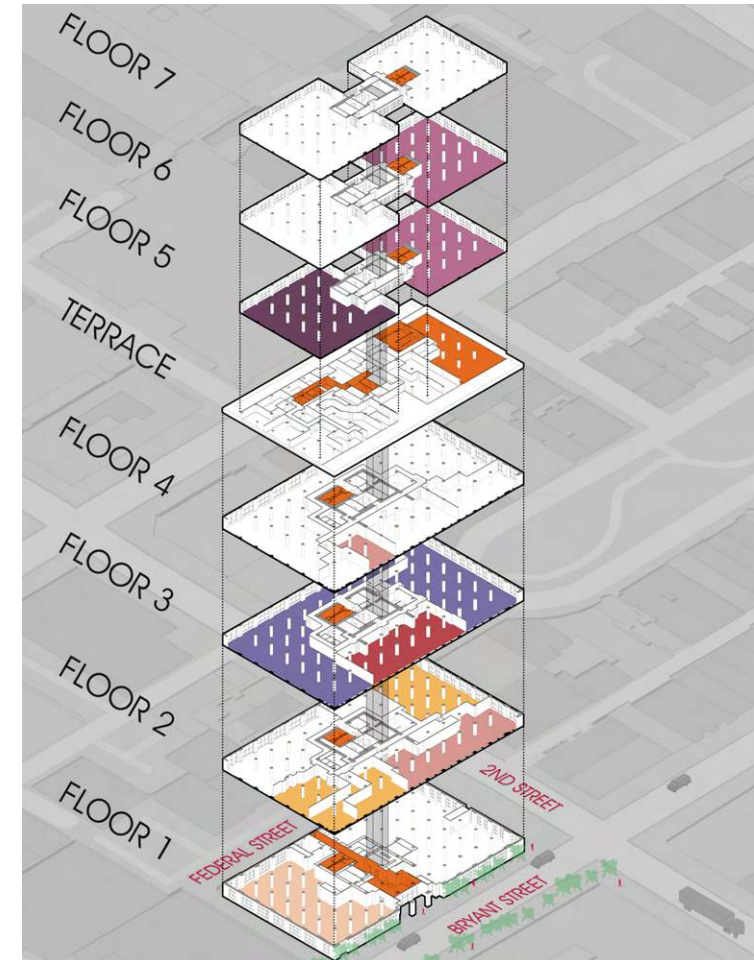 FLOOR 7
FLOOR 6
FLOOR 5
TERRACE
FLOOR 4
FLOOR 3
FLOOR 2
FLOOR 1
2ND STREET
FEDERAL STREET
BRYANT STREET